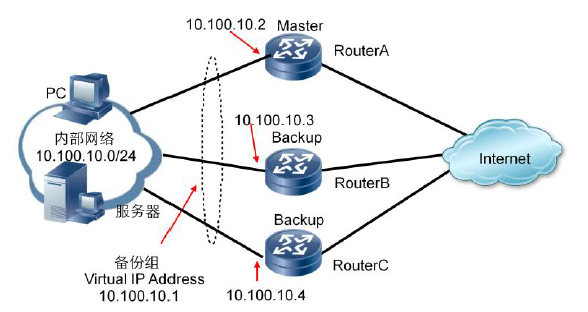 10.100.10.2
Master
RouterA
PC
内部网络
10.100.10.0/24
10.100.10.3
Backup
RouterB
Internet
服务器
Backup
RouterC
备份组
Virtual IP Address
10.100.10.1
10.100.10.4